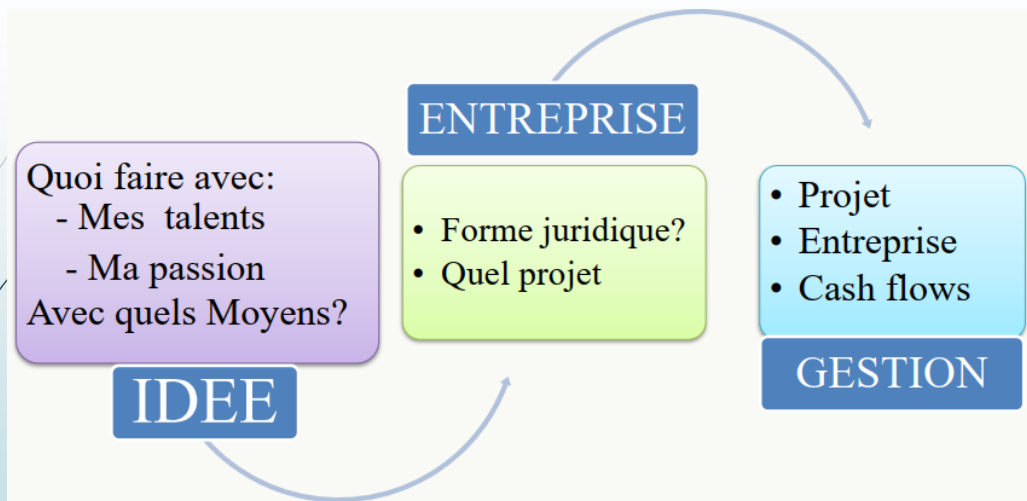 Quoi faire avec:
- Mes talents
- Ma passion
Avec quels Moyens?
IDEE
ENTREPRISE
• Forme juridique?
• Quel projet
• Projet
• Entreprise
• Cash flows
GESTION